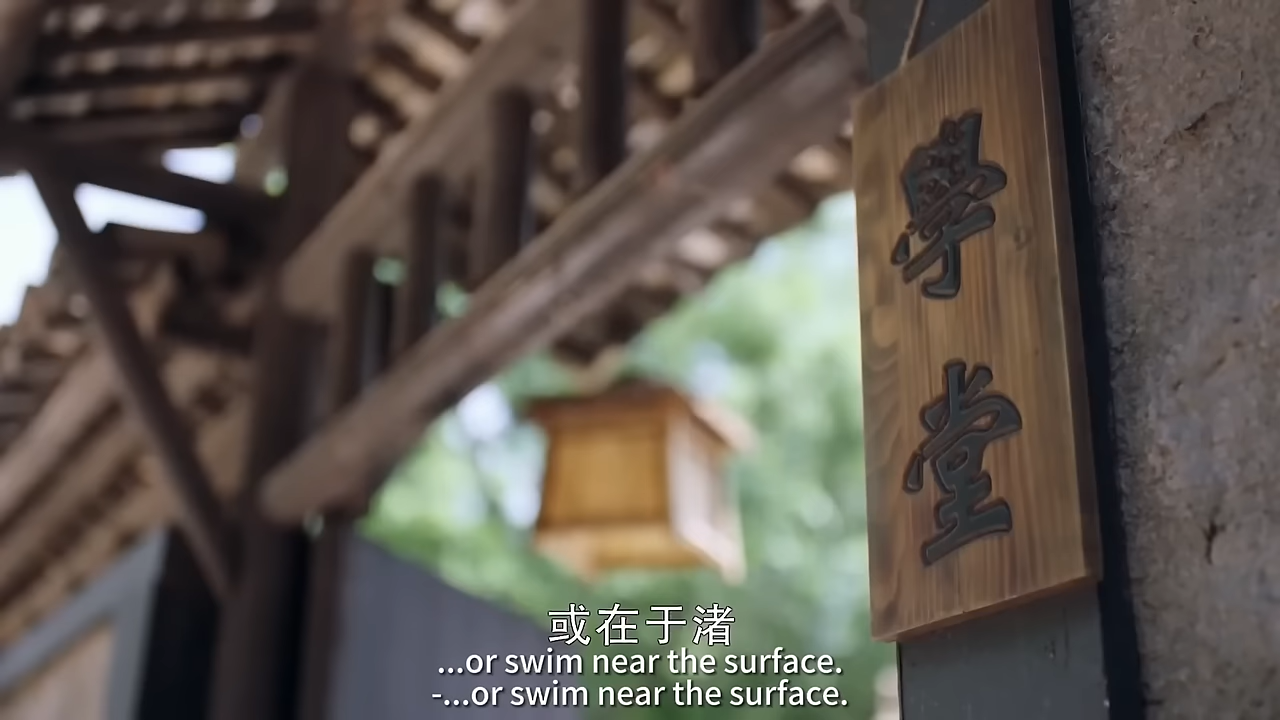 學堂
或在于渚
...or swim near the surface.
-...or swim near the surface.